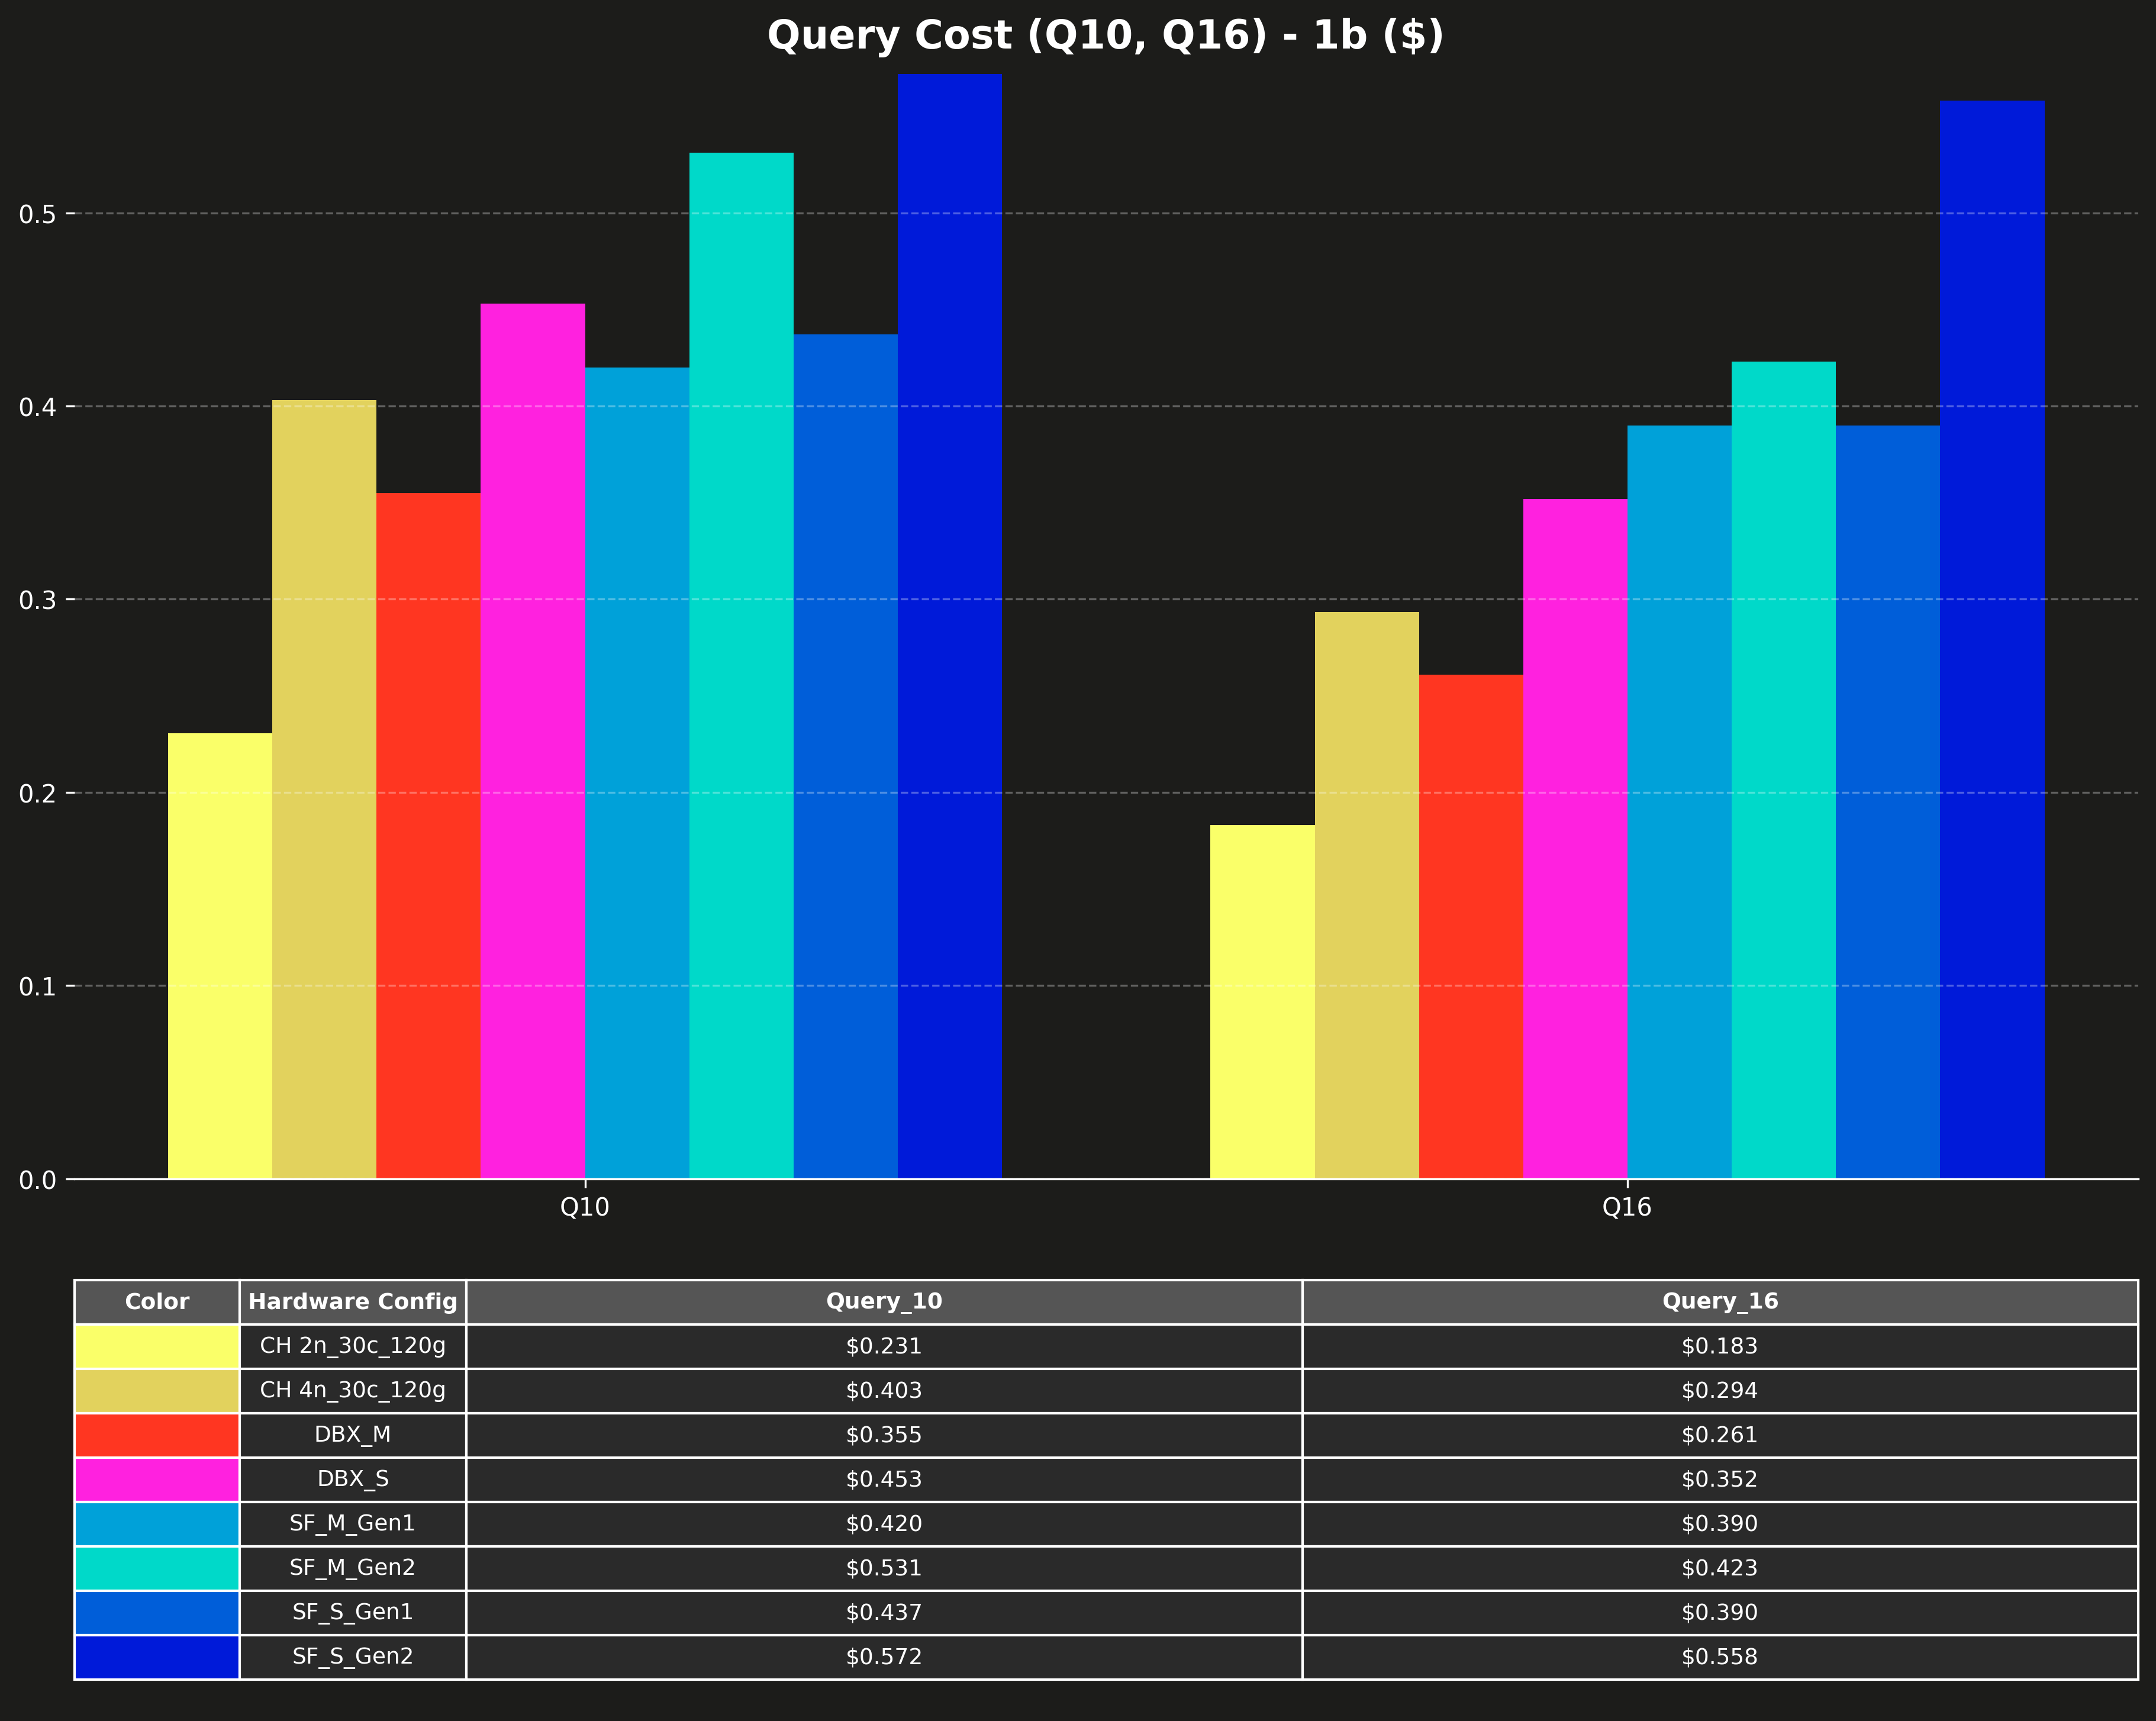 Query Cost (Q10, Q16) - 1b ($)
0.5
0.4
0.3
0.2
0.1
0.0
Q10 Q16
Color Hardware Config Query_10 Query_16
CH 2n_30c_120g $0.231 $0.183
CH 4n_30c_120g $0.403 $0.294
DBX_M $0.355 $0.261
DBX_S $0.453 $0.352
SF_M_Gen1 $0.420 $0.390
SF_M_Gen2 $0.531 $0.423
SF_S_Gen1 $0.437 $0.390
SF_S_Gen2 $0.572 $0.558